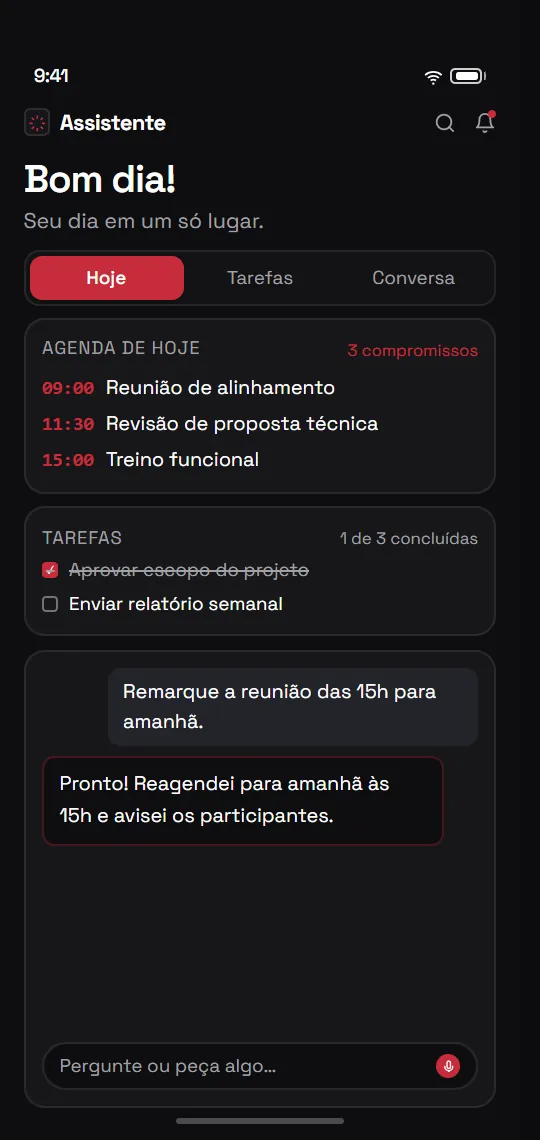 9:41
Assistente
Bom dia!
Seu dia em um só lugar.
Hoje
Tarefas
Conversa
AGENDA DE HOJE
3 compromissos
09:00 Reunião de alinhamento
11:30 Revisão de proposta técnica
15:00 Treino funcional
TAREFAS
1 de 3 concluídas
Aprovar escopo do projeto
Enviar relatório semanal
Remarque a reunião das 15h para
amanhã.
Pronto! Reagendei para amanhã às
15h e avisei os participantes.
Pergunte ou peça algo...